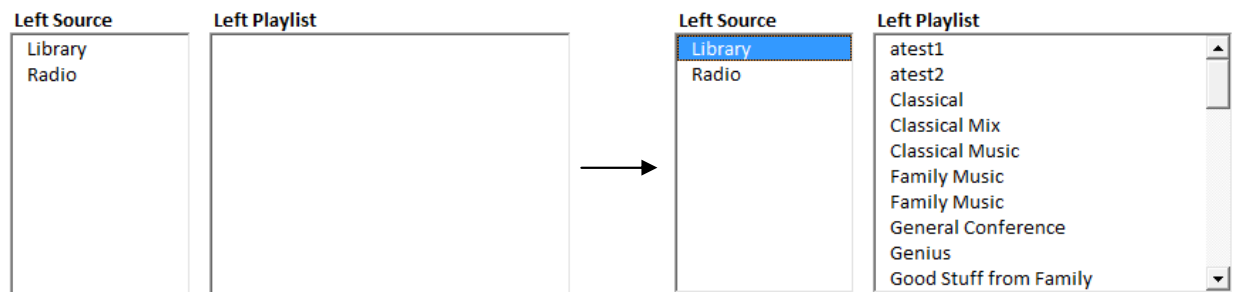 Left Source
Left Playlist
Library
Radio
Left Source
Left Playlist
Library
Radio
atest1
atest2
Classical
Classical Mix
Classical Music
Family Music
Family Music
General Conference
Genius
Good Stuff from Family